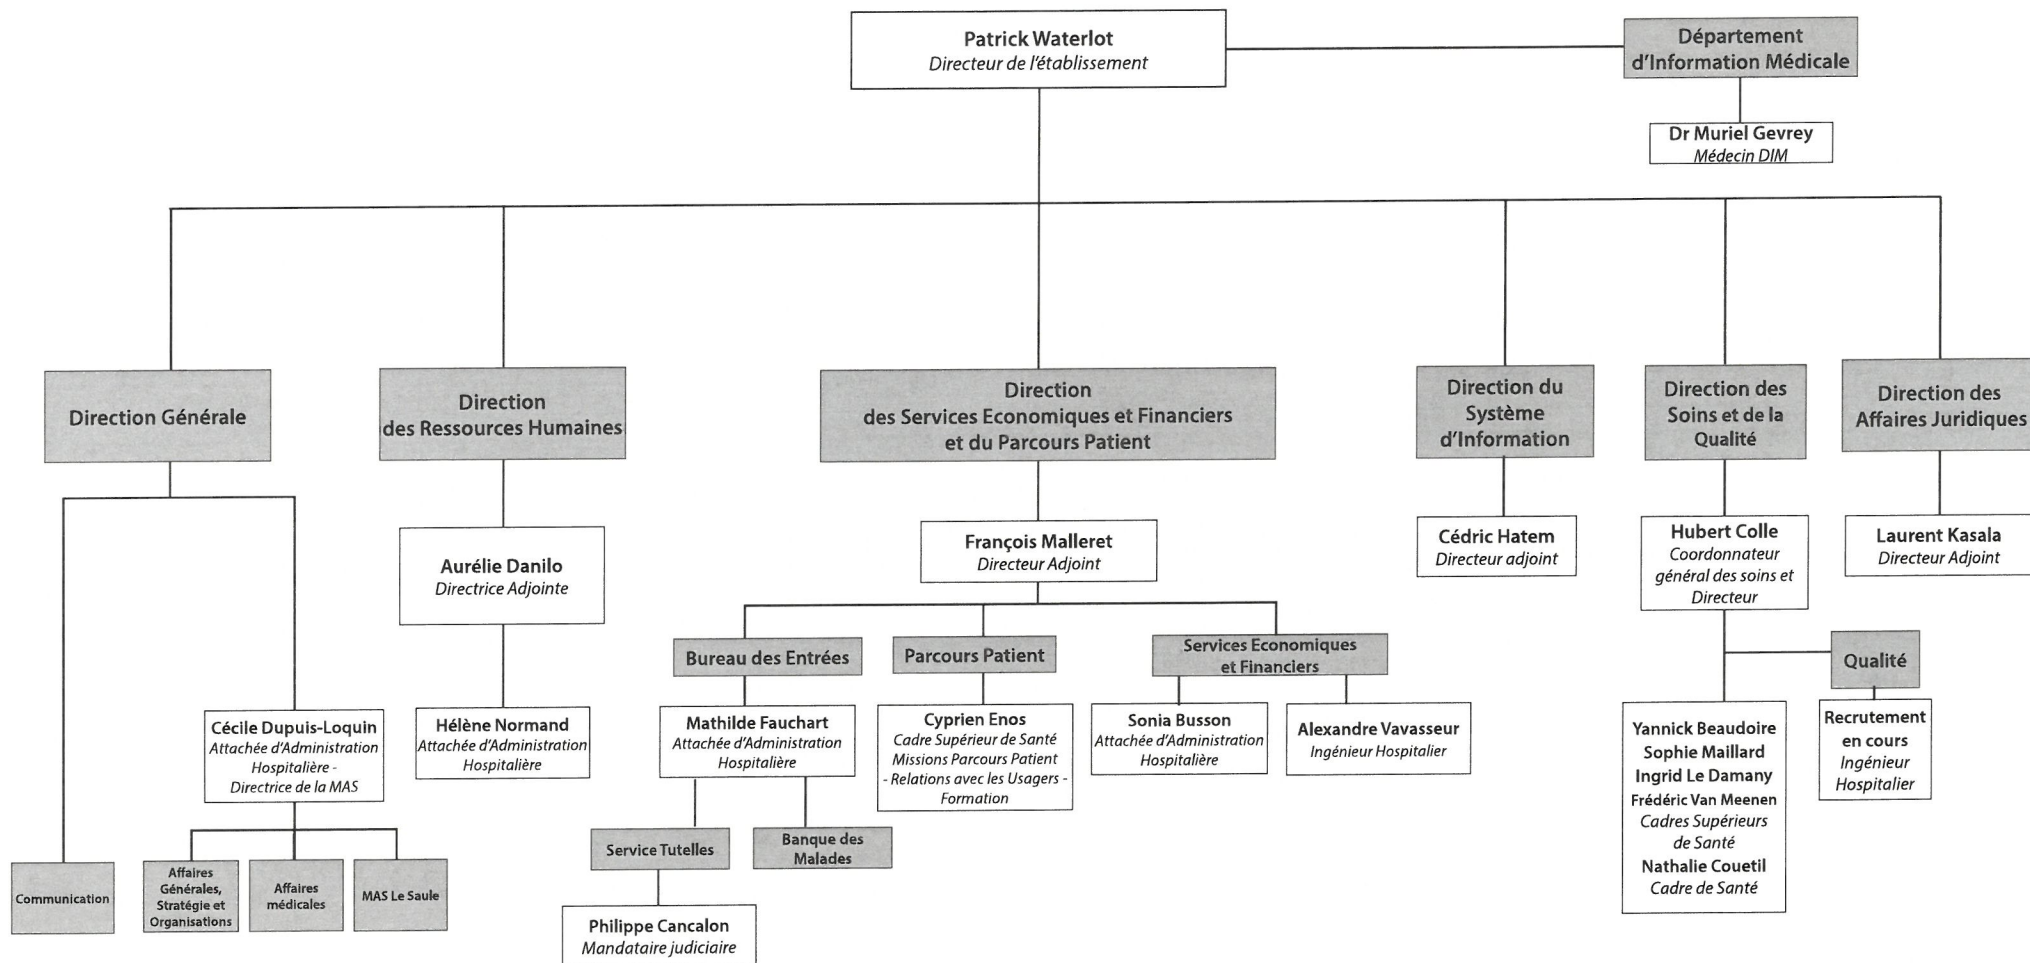 Patrick Waterlot
Directeur de l'établissement
Département
d'Information Médicale
Dr Muriel Gevrey
Médecin DIM
Direction Générale
Communication
Cécile Dupuis-Loquin
Attachée d'Administration
Hospitalière -
Directrice de la MAS
Affaires
Générales,
Stratégie et
Organisations
Affaires
médicales
MAS Le Saule
Direction
des Ressources Humaines
Aurélie Danilo
Directrice Adjointe
Hélène Normand
Attachée d'Administration
Hospitalière
Direction
des Services Economiques et Financiers
et du Parcours Patient
François Malleret
Directeur Adjoint
Bureau des Entrées
Mathilde Fauchart
Attachée d'Administration
Hospitalière
Service Tutelles
Philippe Cancalon
Mandataire judiciaire
Banque des
Malades
Parcours Patient
Cyprien Enos
Cadre Supérieur de Santé
Missions Parcours Patient
- Relations avec les Usagers -
Formation
Services Economiques
et Financiers
Sonia Busson
Attachée d'Administration
Hospitalière
Alexandre Vavasseur
Ingénieur Hospitalier
Direction du
Système
d'Information
Cédric Hatem
Directeur adjoint
Direction des
Soins et de la
Qualité
Hubert Colle
Coordonnateur
général des soins et
Directeur
Qualité
Recrutement
en cours
Ingénieur
Hospitalier
Yannick Beaudoire
Sophie Maillard
Ingrid Le Damany
Frédéric Van Meenen
Cadres Supérieurs
de Santé
Nathalie Couetil
Cadre de Santé
Direction des
Affaires Juridiques
Laurent Kasala
Directeur Adjoint